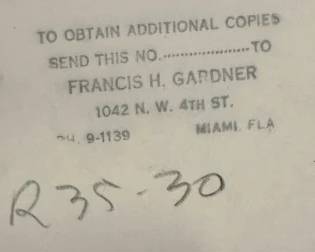 TO OBTAIN ADDITIONAL COPIES
SEND THIS NO.....................TO
FRANCIS H. GARDNER
1042 N. W. 4TH ST.
9-1139 MIAMI, FLA
R35-30